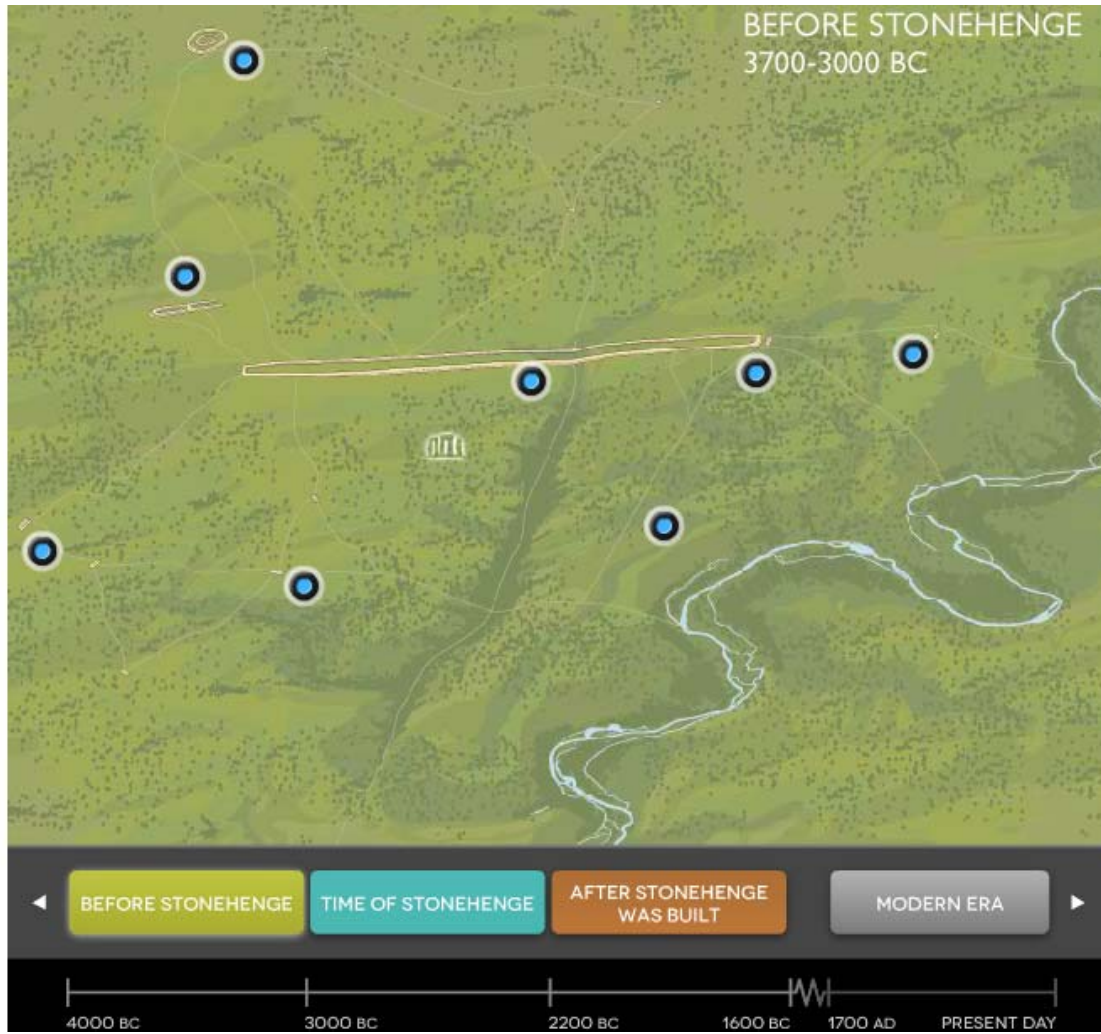 BEFORE STONEHENGE
3700-3000 BC
BEFORE STONEHENGE
TIME OF STONEHENGE
AFTER STONEHENGE
WAS BUILT
MODERN ERA
4000 BC
3000 BC
2200 BC
1600 BC
1700 AD
PRESENT DAY